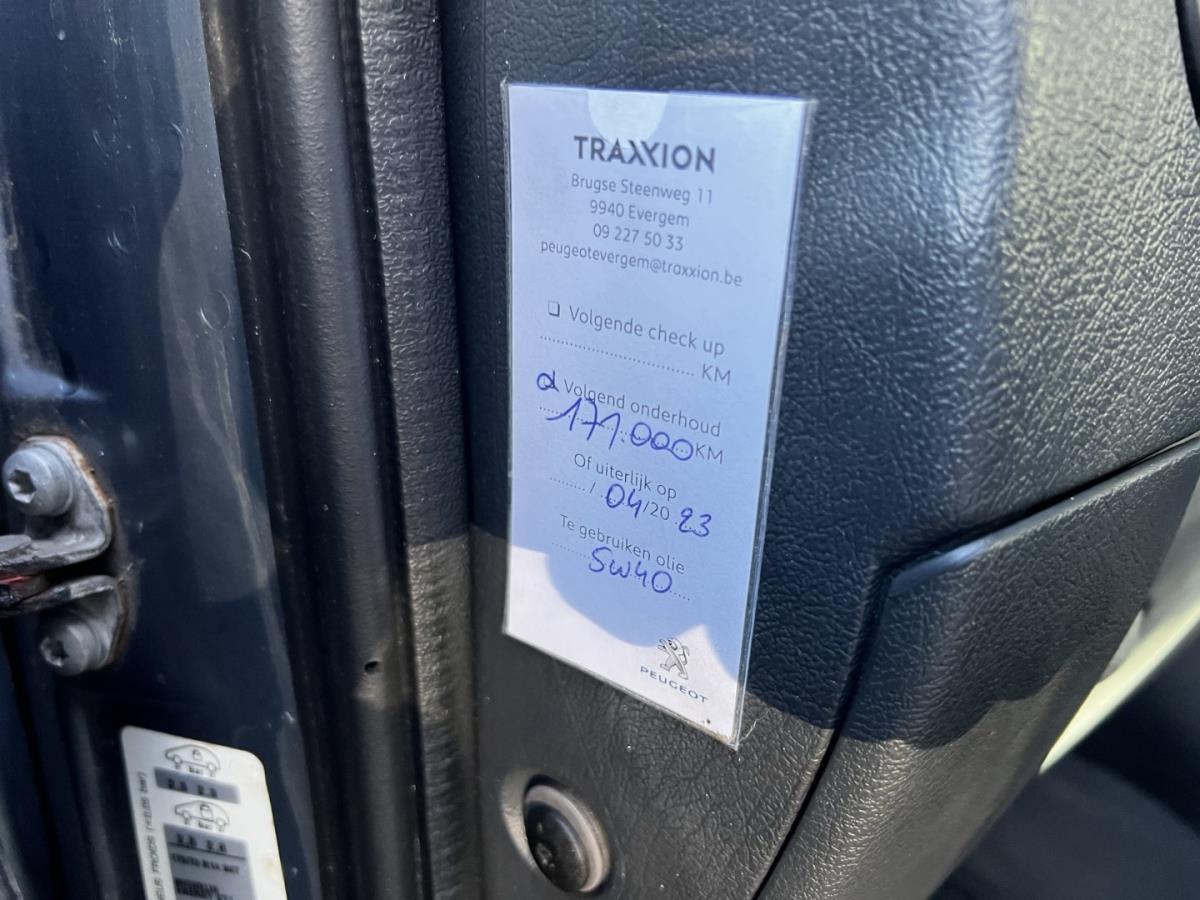 TRAXXION
Brugse Steenweg 11
9940 Evergem
09 227 50 33
peugeotevergem@traxxion.be
❑ Volgende check up
.................................. KM
Volgend onderhoud
171.000 KM
Of uiterlijk op
........ / 04/20 23
Te gebruiken olie
5W40
PEUGEOT